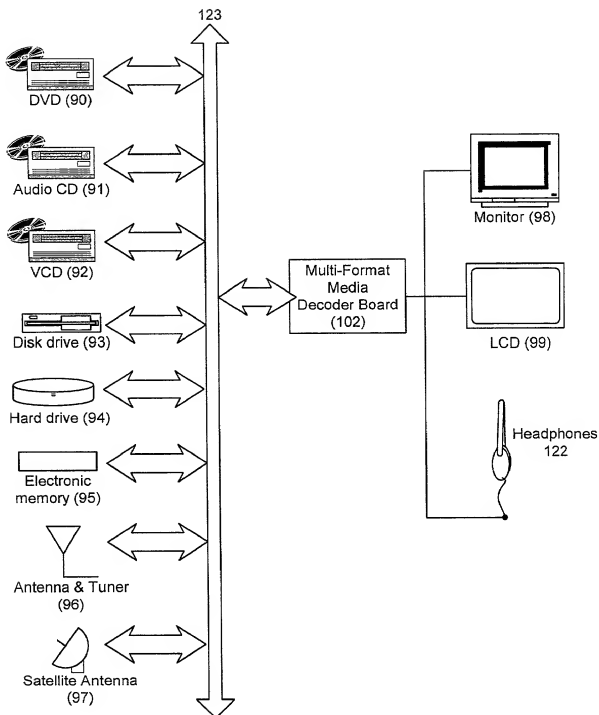 123
DVD (90)
Audio CD (91)
VCD (92)
Disk drive (93)
Hard drive (94)
Electronic
memory (95)
Antenna & Tuner
(96)
Satellite Antenna
(97)
Multi-Format
Media
Decoder Board
(102)
Monitor (98)
LCD (99)
Headphones
122